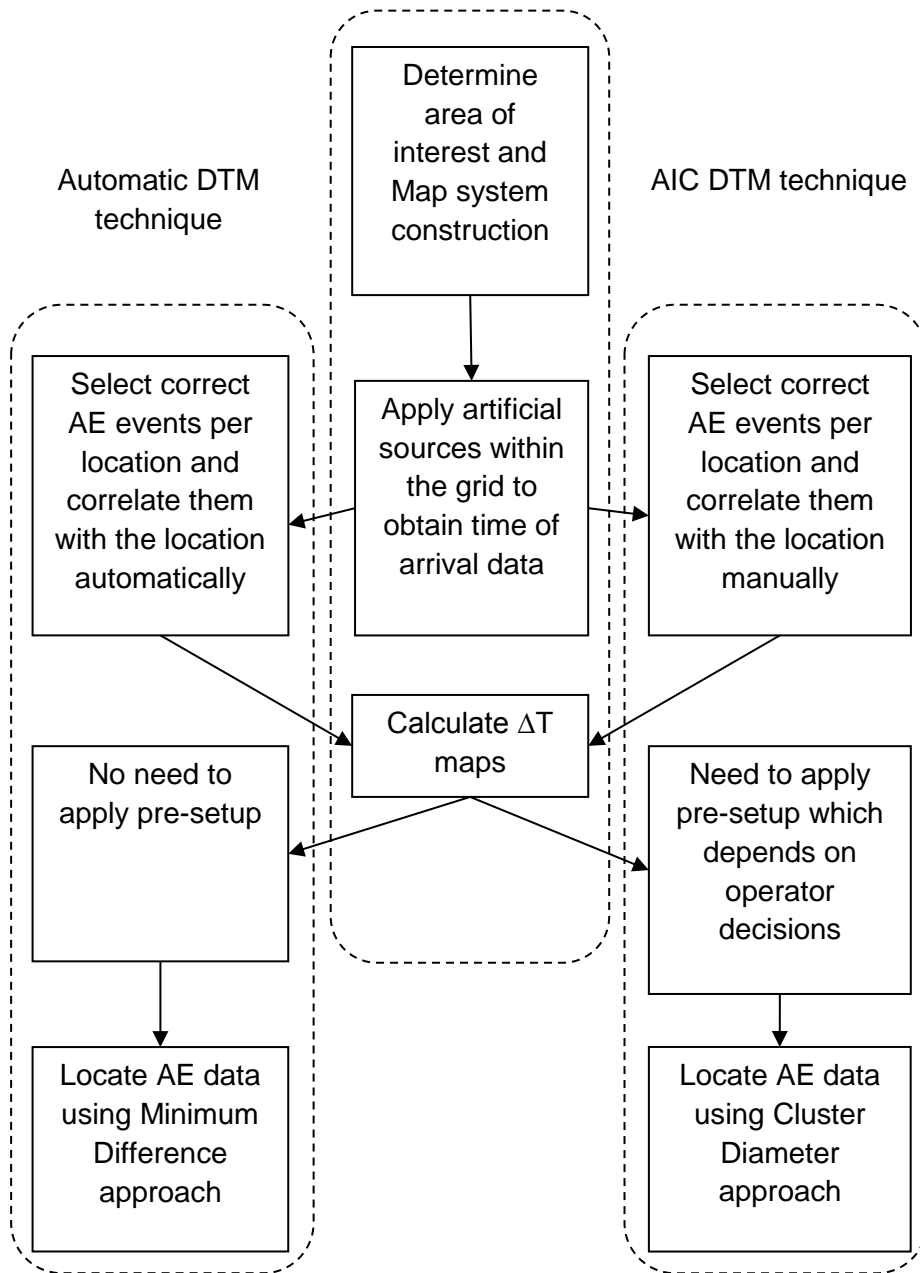 Determine
area of
interest and
Map system
construction
Automatic DTM
technique
AIC DTM technique
Select correct
AE events per
location and
correlate them
with the location
automatically
Apply artificial
sources within
the grid to
obtain time of
arrival data
Select correct
AE events per
location and
correlate them
with the location
manually
Calculate ΔT
maps
No need to
apply pre-setup
Need to apply
pre-setup which
depends on
operator
decisions
Locate AE data
using Minimum
Difference
approach
Locate AE data
using Cluster
Diameter
approach